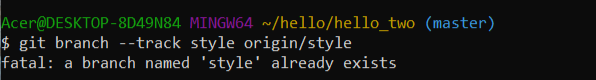 Acer@DESKTOP-8D49N84 MINGW64 ~/hello/hello_two (master)
$ git branch --track style origin/style
fatal: a branch named 'style' already exists